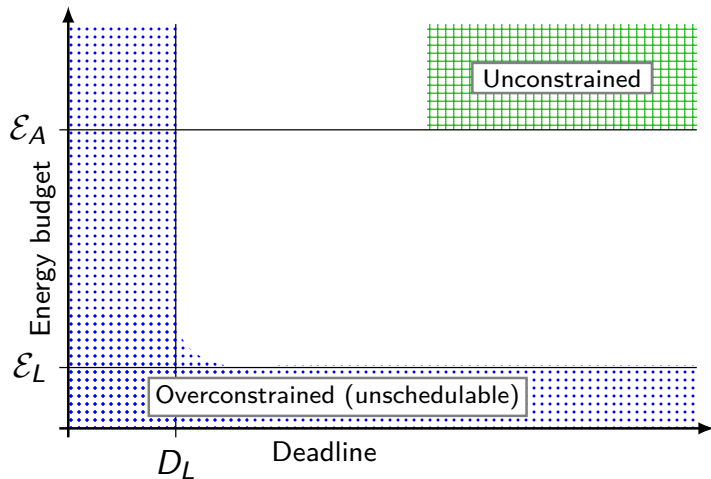 Unconstrained
ℰ_A
Energy budget
ℰ_L
Overconstrained (unschedulable)
D_L
Deadline